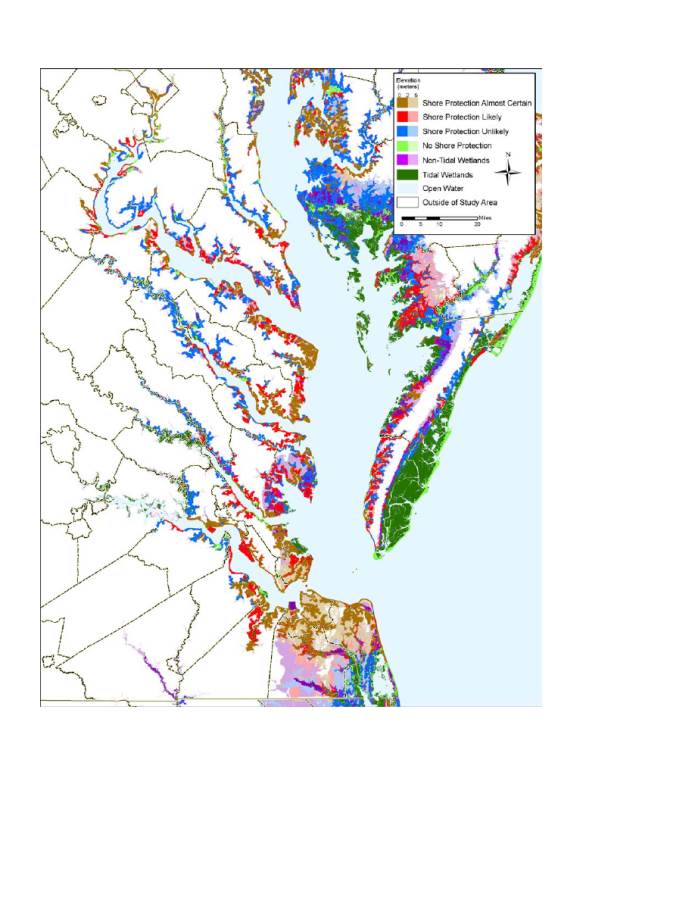 Elevation
(meters)
0 2 5
Shore Protection Almost Certain
Shore Protection Likely
Shore Protection Unlikely
No Shore Protection
Non-Tidal Wetlands
Tidal Wetlands
Open Water
Outside of Study Area
N
Miles
0 5 10 20